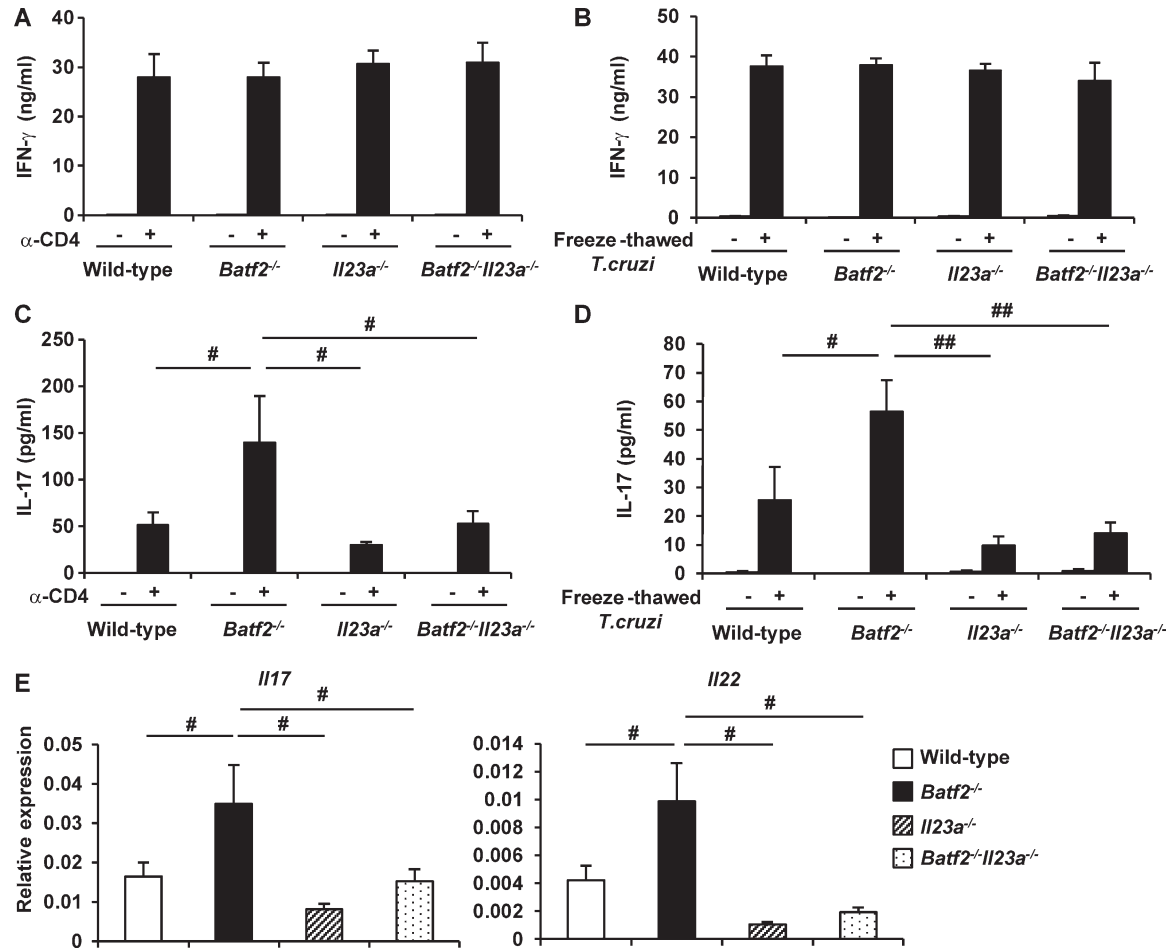 A
IFN-γ (ng/ml)
40
30
20
10
0
α-CD4 - + - + - + - +
Wild-type Batf2-/- Il23a-/- Batf2-/-Il23a-/-
B
IFN-γ (ng/ml)
50
40
30
20
10
0
Freeze-thawed - + - + - + - +
T.cruzi Wild-type Batf2-/- Il23a-/- Batf2-/-Il23a-/-
C
# # #
IL-17 (pg/ml)
250
200
150
100
50
0
α-CD4 - + - + - + - +
Wild-type Batf2-/- Il23a-/- Batf2-/-Il23a-/-
D
# ## ##
IL-17 (pg/ml)
80
70
60
50
40
30
20
10
0
Freeze-thawed - + - + - + - +
T.cruzi Wild-type Batf2-/- Il23a-/- Batf2-/-Il23a-/-
E
Il17
# # #
Relative expression
0.05
0.04
0.03
0.02
0.01
0
Il22
# # #
0.014
0.012
0.01
0.008
0.006
0.004
0.002
0
Wild-type
Batf2-/-
Il23a-/-
Batf2-/-Il23a-/-